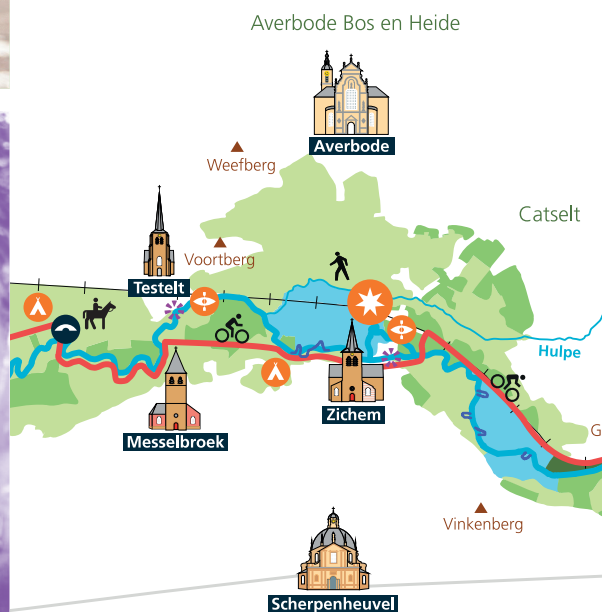 Averbode Bos en Heide
Averbode
Weefberg
Catselt
Voortberg
Testelt
Hulpe
Zichem
Messelbroek
G
Vinkenberg
Scherpenheuvel